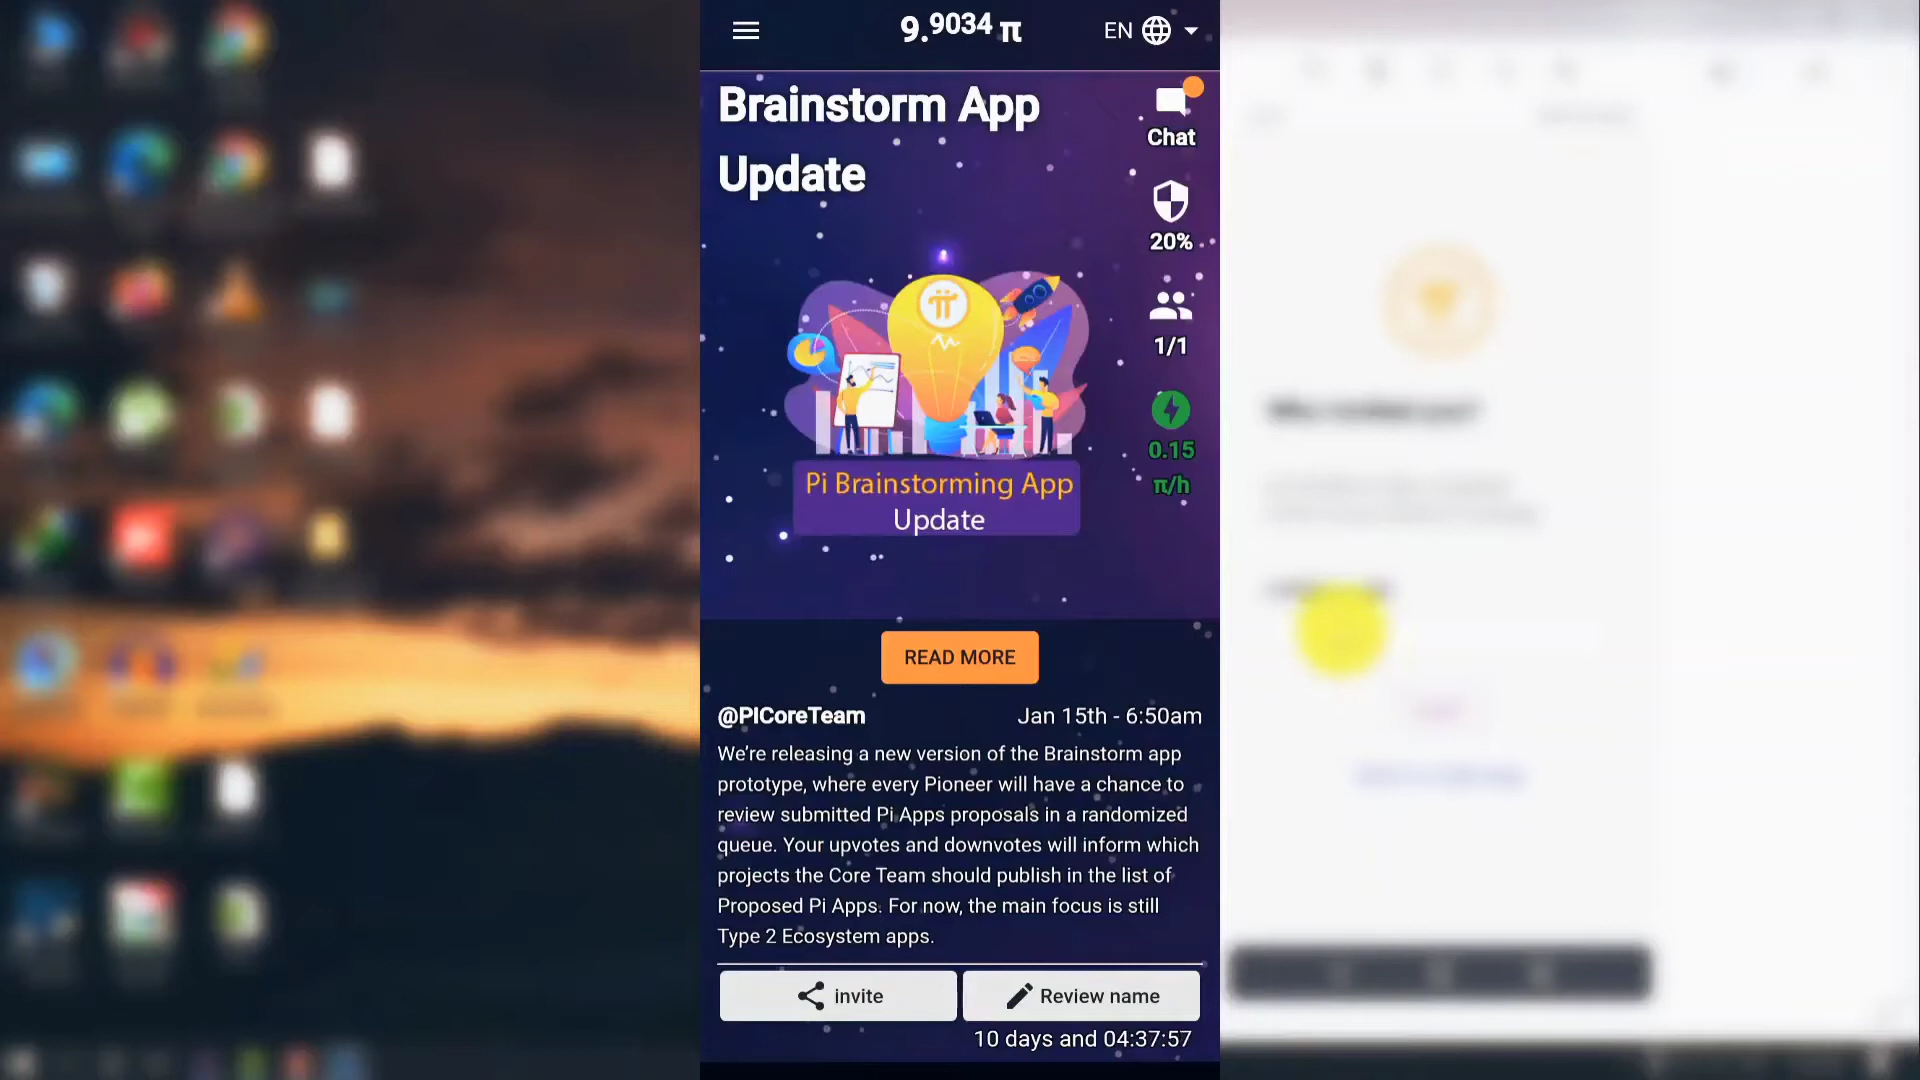 9.9034 π
EN
Brainstorm App
Update
Chat
20%
1/1
0.15
π/h
Pi Brainstorming App
Update
READ MORE
@PICoreTeam
Jan 15th - 6:50am
We’re releasing a new version of the Brainstorm app
prototype, where every Pioneer will have a chance to
review submitted Pi Apps proposals in a randomized
queue. Your upvotes and downvotes will inform which
projects the Core Team should publish in the list of
Proposed Pi Apps. For now, the main focus is still
Type 2 Ecosystem apps.
invite
Review name
10 days and 04:37:57